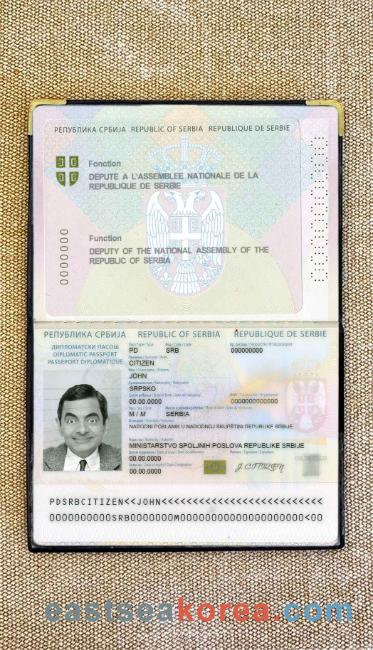 РЕПУБЛИКА СРБИЈА REPUBLIC OF SERBIA REPUBLIQUE DE SERBIE
Fonction
DEPUTE A L'ASSEMBLEE NATIONALE DE LA
REPUBLIQUE DE SERBIE
Function
DEPUTY OF THE NATIONAL ASSEMBLY OF THE
REPUBLIC OF SERBIA
0000000
РЕПУБЛИКА СРБИЈА REPUBLIC OF SERBIA REPUBLIQUE DE SERBIE
ДИПЛОМАТСКИ ПАСОШ
DIPLOMATIC PASSPORT
PASSEPORT DIPLOMATIQUE
PD SRB 000000000
CITIZEN
JOHN
SRPSKO
00.00.0000 0000000000000
M / M SERBIA
NARODNI POSLANIK U NARODNOJ SKUPŠTINI REPUBLIKE SRBIJE
MINISTARSTVO SPOLJNIH POSLOVA REPUBLIKE SRBIJE
00.00.0000
00.00.0000
J.CITIZEN
PDSRBCITIZEN<<JOHN<<<<<<<<<<<<<<<<<<<<<<<<<<
0000000000SRB0000000M00000000000000000000<00
eastseakorea.com